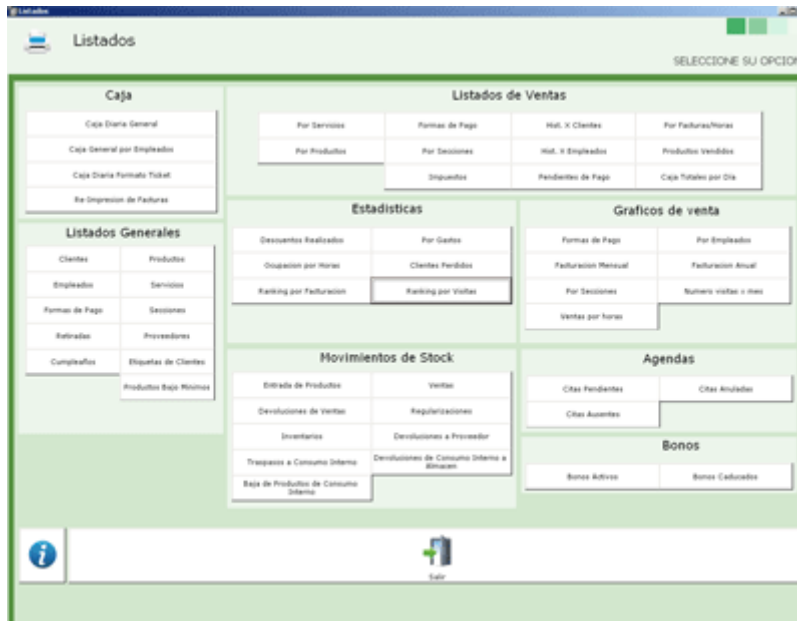 Listados
Listados
SELECCIONE SU OPCION
Caja
Caja Diaria General
Caja General por Empleados
Caja Diaria Formato Ticket
Re Impresion de Facturas
Listados de Ventas
Por Servicios
Formas de Pago
Hist. X Clientes
Por Facturas/Horas
Por Productos
Por Secciones
Hist. X Empleados
Productos Vendidos
Impuestos
Pendientes de Pago
Caja Totales por Dia
Listados Generales
Clientes
Productos
Empleados
Servicios
Formas de Pago
Secciones
Retiradas
Proveedores
Cumpleaños
Etiquetas de Clientes
Productos Bajo Minimos
Estadisticas
Descuentos Realizados
Por Gastos
Ocupacion por Horas
Clientes Perdidos
Ranking por Facturacion
Ranking por Visitas
Graficos de venta
Formas de Pago
Por Empleados
Facturacion Mensual
Facturacion Anual
Por Secciones
Numero visitas x mes
Ventas por horas
Movimientos de Stock
Entrada de Productos
Ventas
Devoluciones de Ventas
Regularizaciones
Inventarios
Devoluciones a Proveedor
Traspasos a Consumo Interno
Devoluciones de Consumo Interno a
Almacen
Baja de Productos de Consumo
Interno
Agendas
Citas Pendientes
Citas Anuladas
Citas Ausentes
Bonos
Bonos Activos
Bonos Caducados
Salir